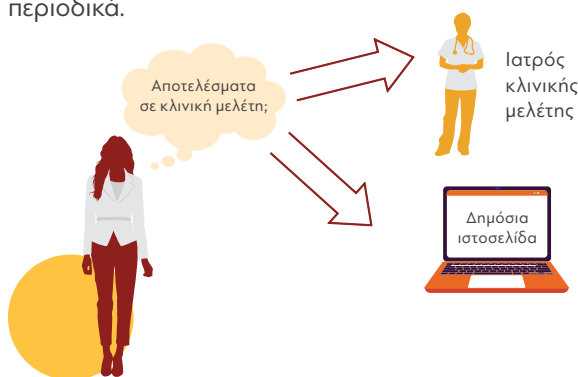 περιοδικά.
Αποτελέσματα
σε κλινική μελέτη;
Ιατρός
κλινικής
μελέτης
Δημόσια
ιστοσελίδα